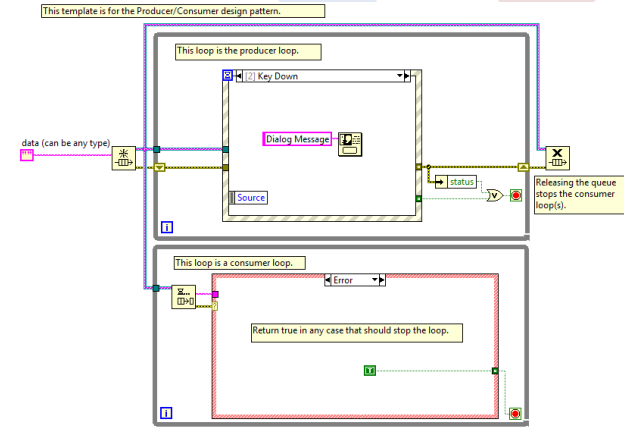 This template is for the Producer/Consumer design pattern.
This loop is the producer loop.
[2] Key Down
data (can be any type)
Dialog Message
status
Source
Releasing the queue
stops the consumer
loop(s).
i
This loop is a consumer loop.
Error
?
Return true in any case that should stop the loop.
T
i